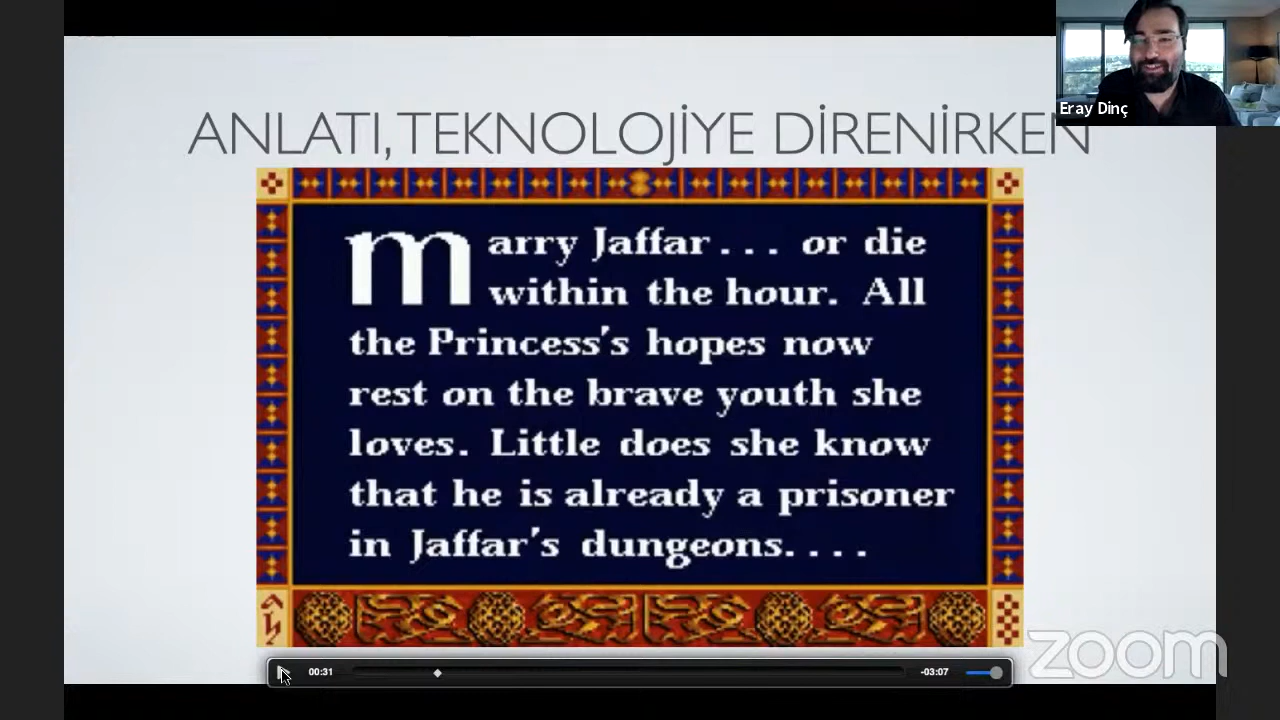 Eray Dinç
ANLATI, TEKNOLOJİYE DİRENİRKEN
Marry Jaffar . . . or die
within the hour. All
the Princess's hopes now
rest on the brave youth she
loves. Little does she know
that he is already a prisoner
in Jaffar's dungeons. . . .
00:31
-03:07
zoom